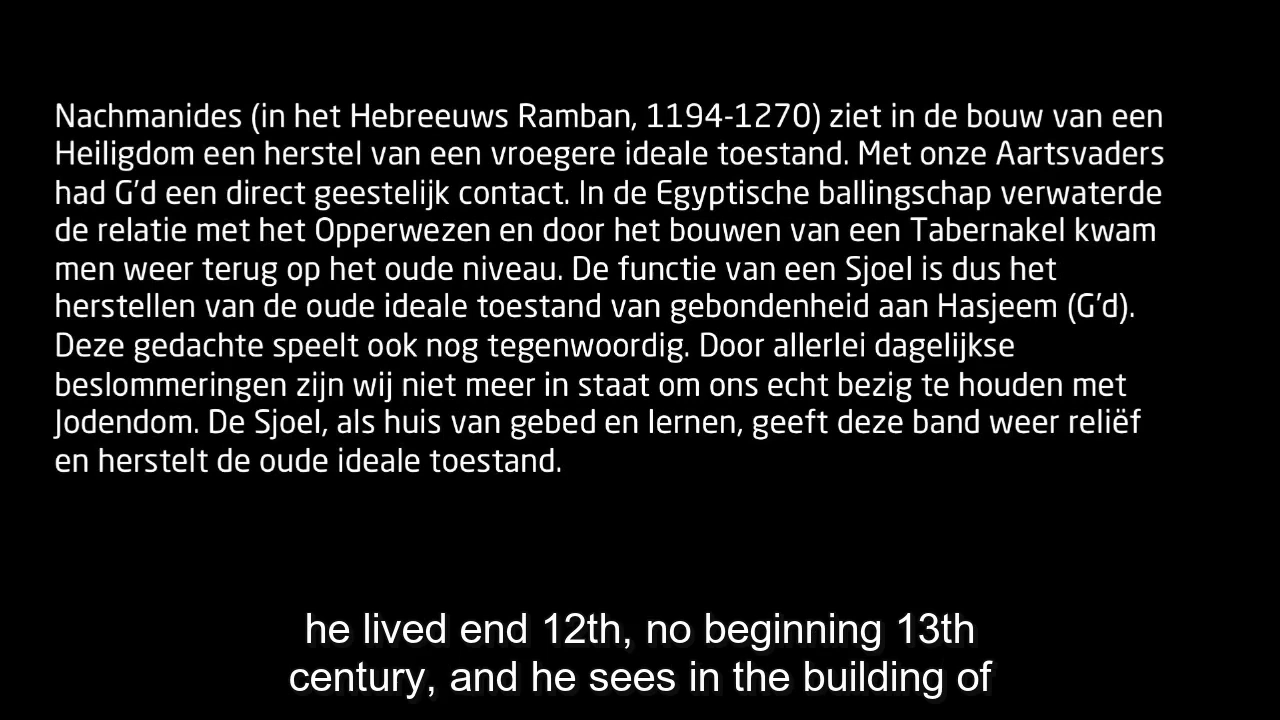 Nachmanides (in het Hebreeuws Ramban, 1194-1270) ziet in de bouw van een
Heiligdom een herstel van een vroegere ideale toestand. Met onze Aartsvaders
had G’d een direct geestelijk contact. In de Egyptische ballingschap verwaterde
de relatie met het Opperwezen en door het bouwen van een Tabernakel kwam
men weer terug op het oude niveau. De functie van een Sjoel is dus het
herstellen van de oude ideale toestand van gebondenheid aan Hasjeem (G’d).
Deze gedachte speelt ook nog tegenwoordig. Door allerlei dagelijkse
beslommeringen zijn wij niet meer in staat om ons echt bezig te houden met
Jodendom. De Sjoel, als huis van gebed en lernen, geeft deze band weer reliëf
en herstelt de oude ideale toestand.
he lived end 12th, no beginning 13th
century, and he sees in the building of